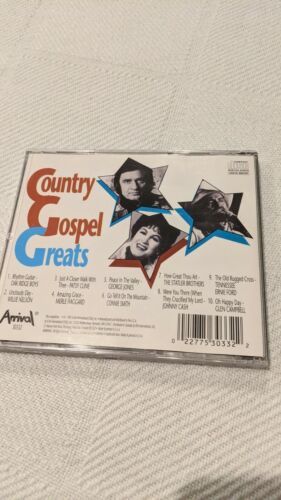 Country
Gospel
Greats
1. Rhythm Guitar -
OAK RIDGE BOYS
2. Uncloudy Day -
WILLIE NELSON
3. Just A Closer Walk With
Thee - PATSY CLINE
4. Amazing Grace -
MERLE HAGGARD
5. Peace In The Valley -
GEORGE JONES
6. Go Tell It On The Mountain -
CONNIE SMITH
7. How Great Thou Art -
THE STATLER BROTHERS
8. Were You There (When
They Crucified My Lord) -
JOHNNY CASH
9. The Old Rugged Cross -
TENNESSEE
ERNIE FORD
10. Oh Happy Day -
GLEN CAMPBELL
Arrival
0 22775 30332 2